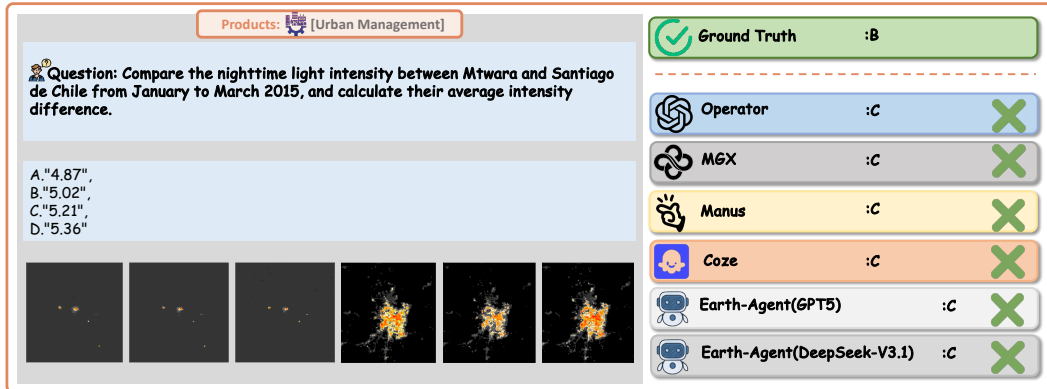 Products: [Urban Management]
Question: Compare the nighttime light intensity between Mtwara and Santiago
de Chile from January to March 2015, and calculate their average intensity
difference.
A."4.87",
B."5.02",
C."5.21",
D."5.36"
Ground Truth :B
Operator :C
MGX :C
Manus :C
Coze :C
Earth-Agent(GPT5) :C
Earth-Agent(DeepSeek-V3.1) :C